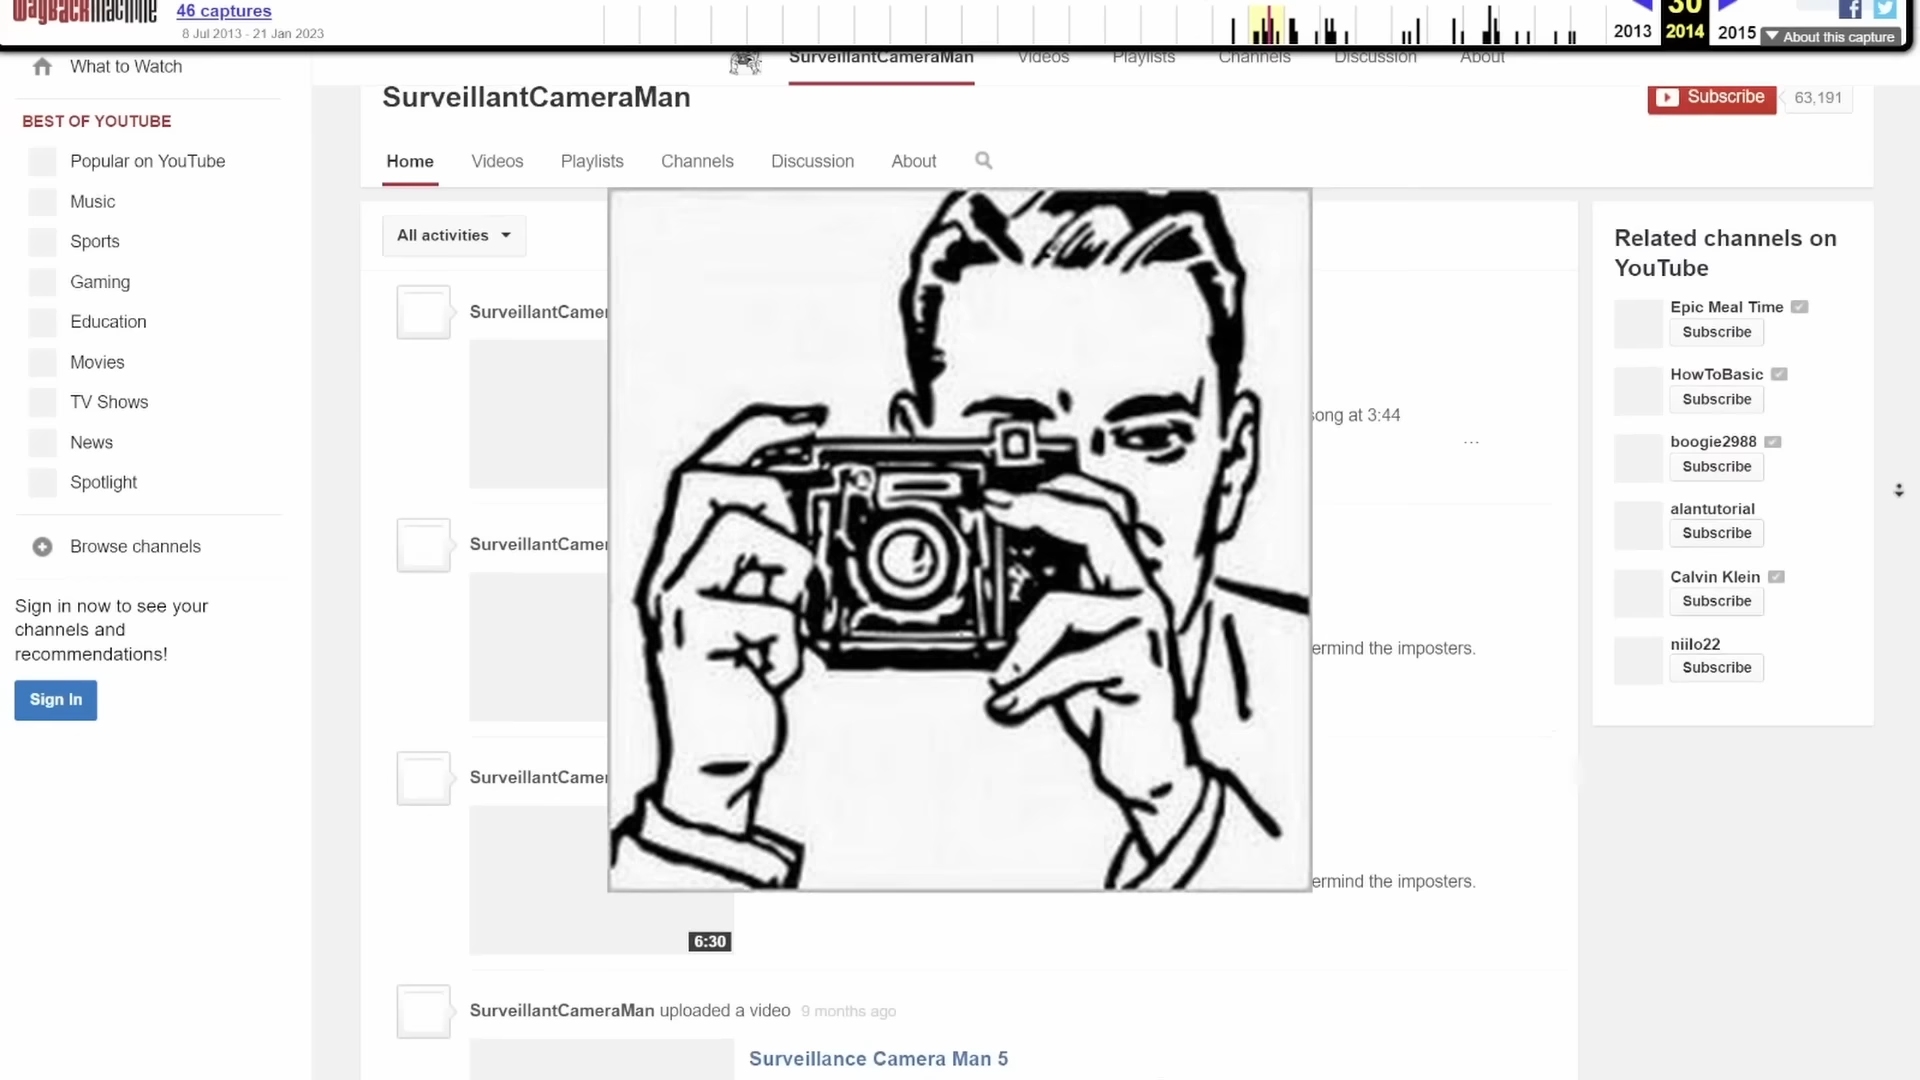 WayBackMachine
46 captures
8 Jul 2013 - 21 Jan 2023
30
2013 2014 2015
About this capture
What to Watch
SurveillantCameraMan Videos Playlists Channels Discussion About
SurveillantCameraMan
Subscribe 63,191
BEST OF YOUTUBE
Popular on YouTube
Music
Sports
Gaming
Education
Movies
TV Shows
News
Spotlight
Browse channels
Sign in now to see your
channels and
recommendations!
Sign In
Home Videos Playlists Channels Discussion About
All activities
SurveillantCamer
song at 3:44
...
SurveillantCamer
ermind the imposters.
SurveillantCamer
ermind the imposters.
6:30
SurveillantCameraMan uploaded a video 9 months ago
Surveillance Camera Man 5
Related channels on
YouTube
Epic Meal Time
Subscribe
HowToBasic
Subscribe
boogie2988
Subscribe
alantutorial
Subscribe
Calvin Klein
Subscribe
niilo22
Subscribe